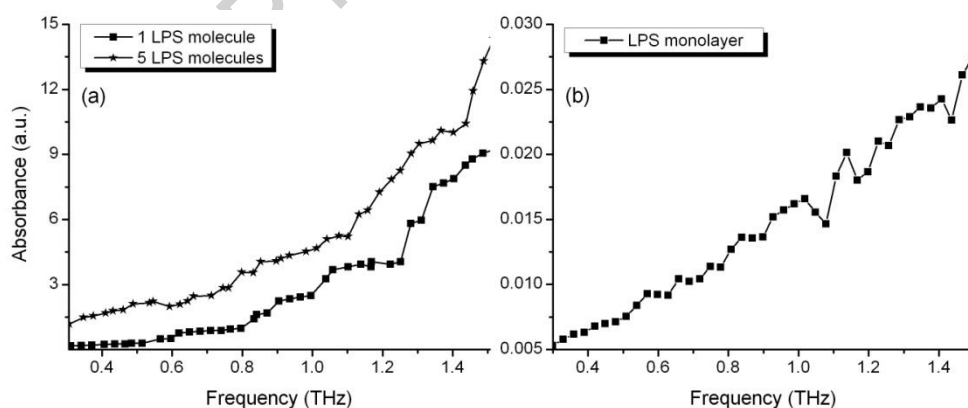 15
12
9
6
3
Absorbance (a.u.)
1 LPS molecule
5 LPS molecules
(a)
0.4 0.6 0.8 1.0 1.2 1.4
Frequency (THz)
0.030
0.025
0.020
0.015
0.010
0.005
LPS monolayer
(b)
0.4 0.6 0.8 1.0 1.2 1.4
Frequency (THz)